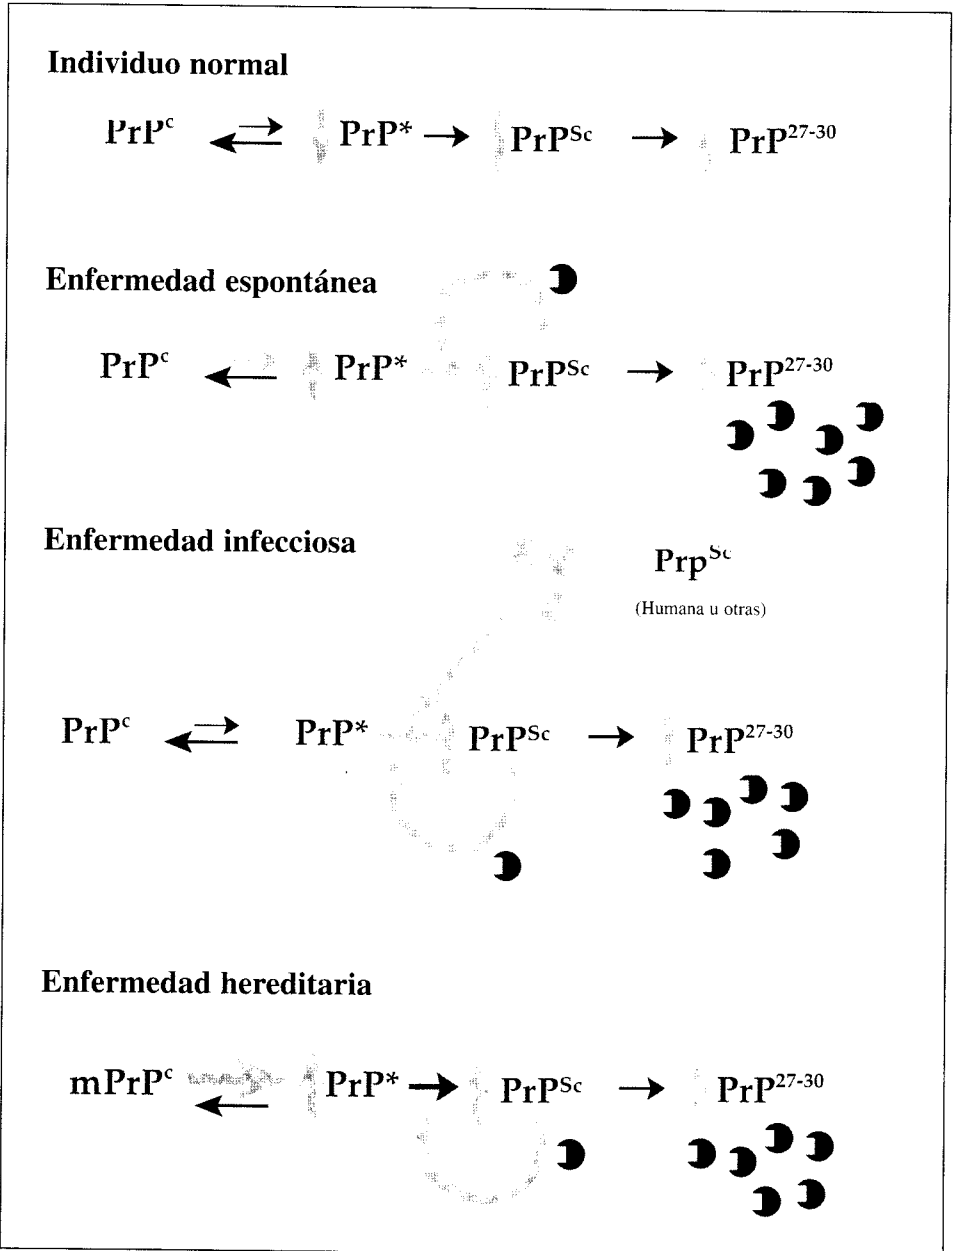 Individuo normal
PrPᶜ PrP* PrPSc PrP27-30
Enfermedad espontánea
PrPᶜ PrP* PrPSc PrP27-30
Enfermedad infecciosa
PrpSc
(Humana u otras)
PrPᶜ PrP* PrPSc PrP27-30
Enfermedad hereditaria
mPrPᶜ PrP* PrPSc PrP27-30